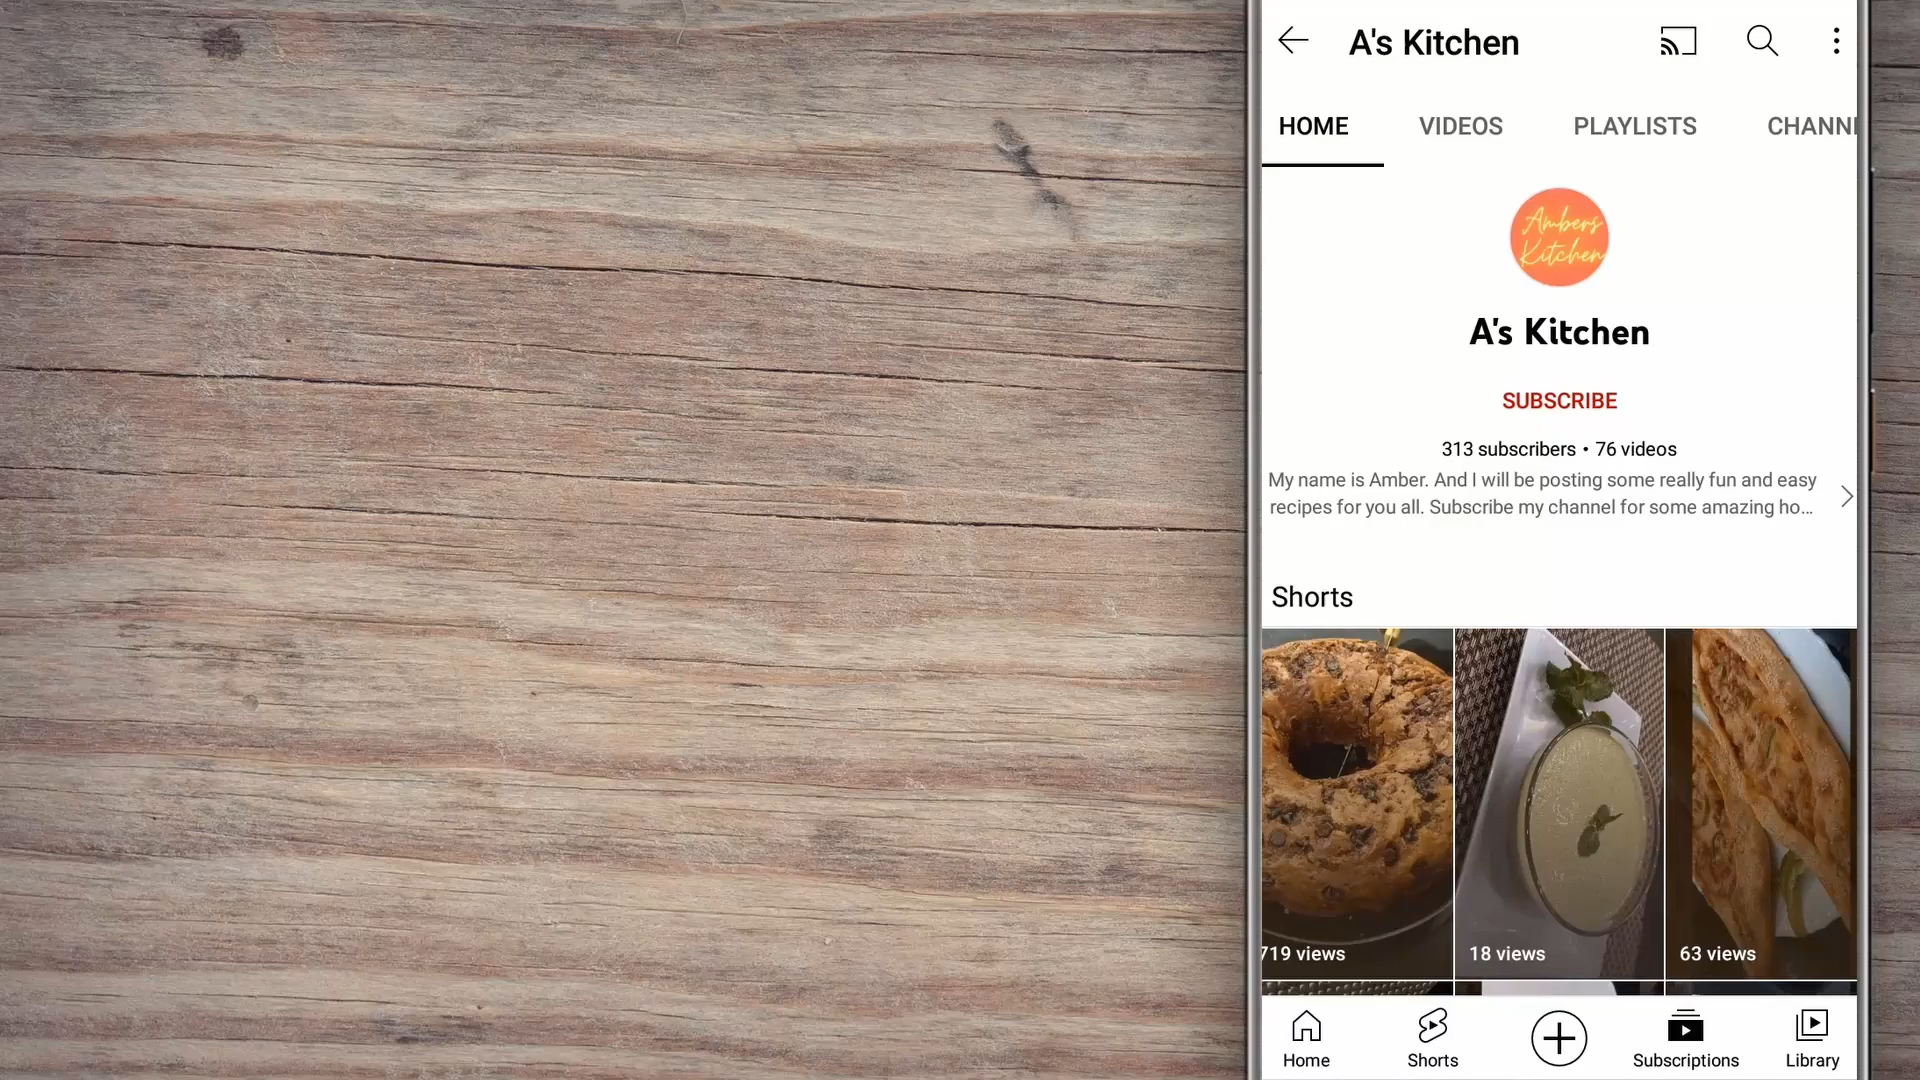 A's Kitchen
HOME VIDEOS PLAYLISTS CHANN
Ambers
Kitchen
A's Kitchen
SUBSCRIBE
313 subscribers • 76 videos
My name is Amber. And I will be posting some really fun and easy
recipes for you all. Subscribe my channel for some amazing ho...
Shorts
719 views 18 views 63 views
Home Shorts Subscriptions Library